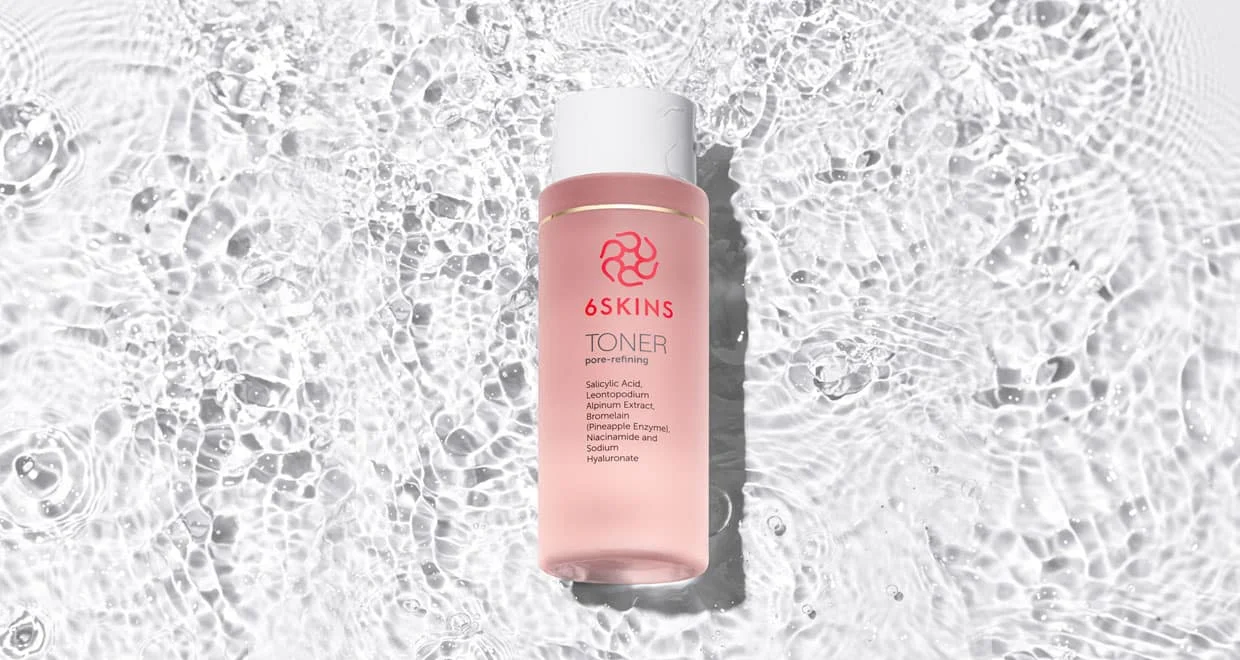 6SKINS
TONER
pore-refining
Salicylic Acid,
Leontopodium
Alpinum Extract,
Bromelain
(Pineapple Enzyme),
Niacinamide and
Sodium
Hyaluronate